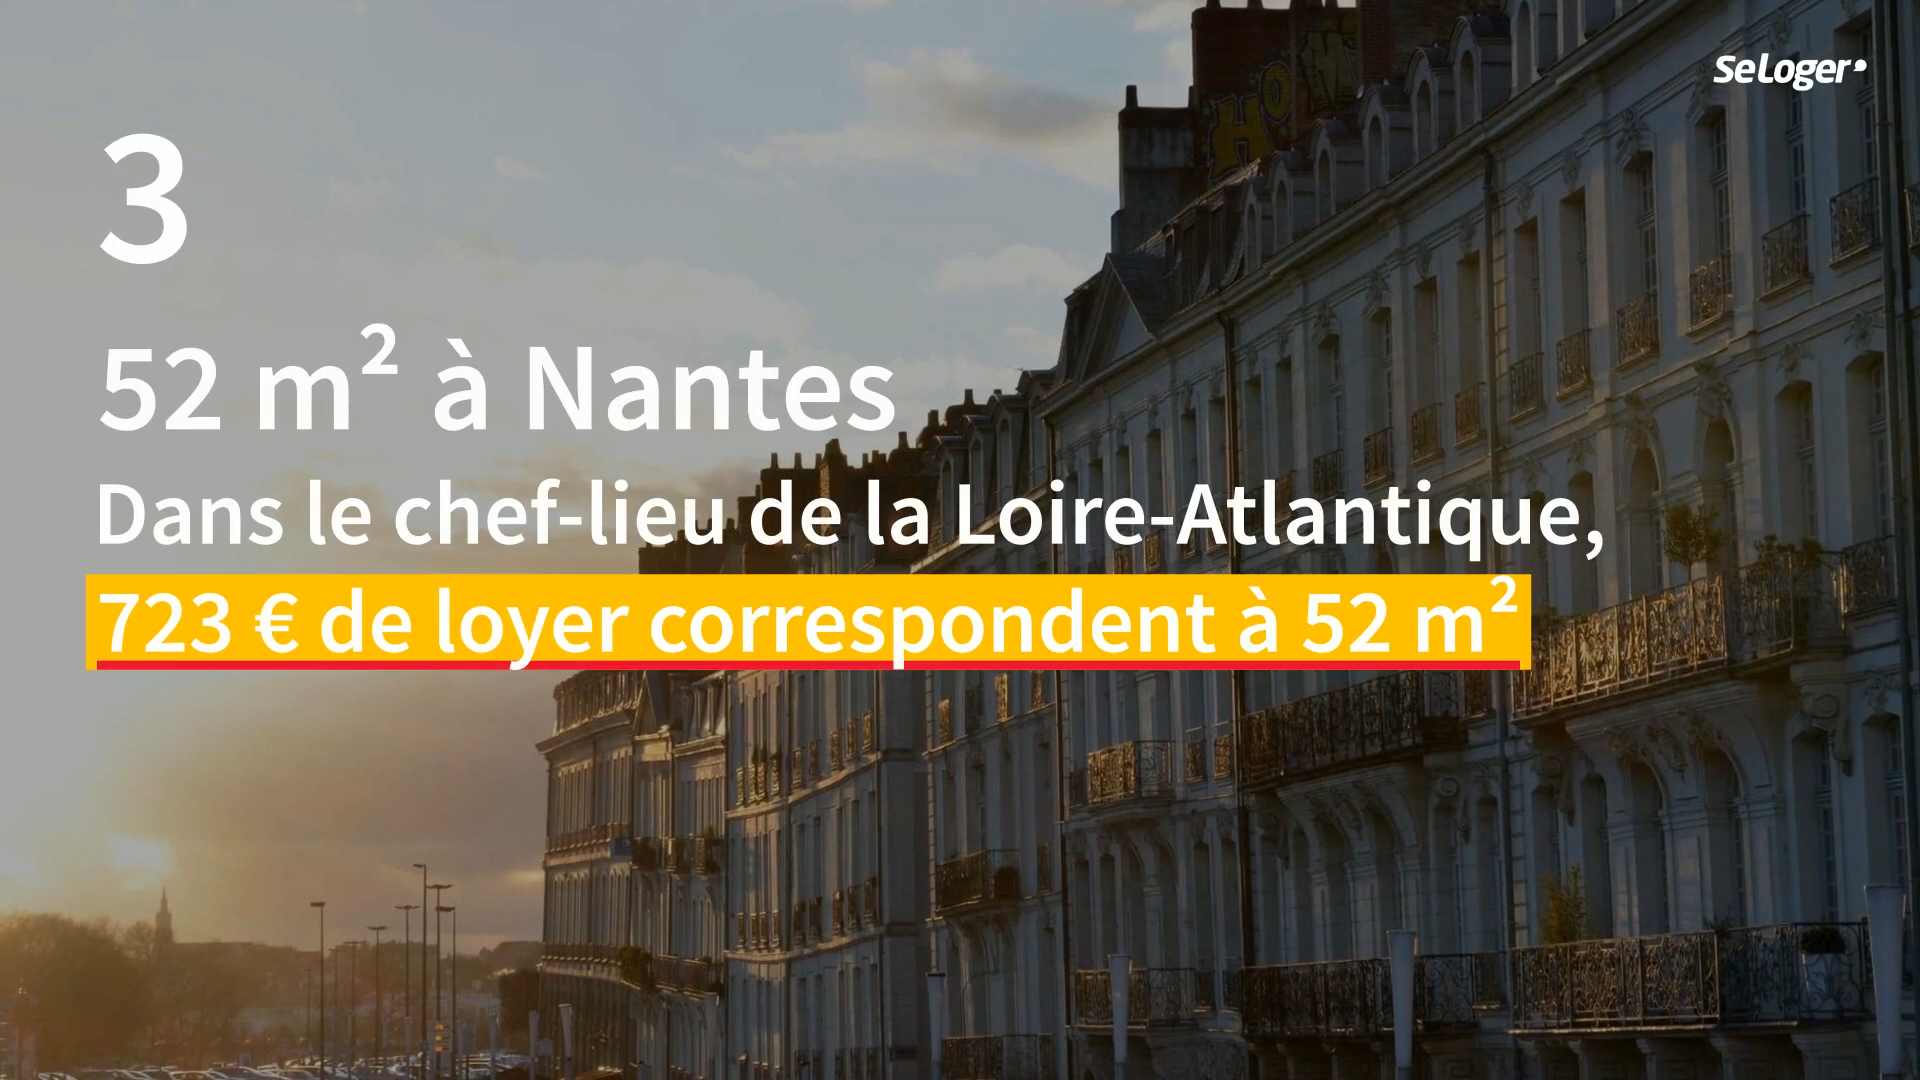 SeLoger
3
52 m² à Nantes
Dans le chef-lieu de la Loire-Atlantique,
723 € de loyer correspondent à 52 m²